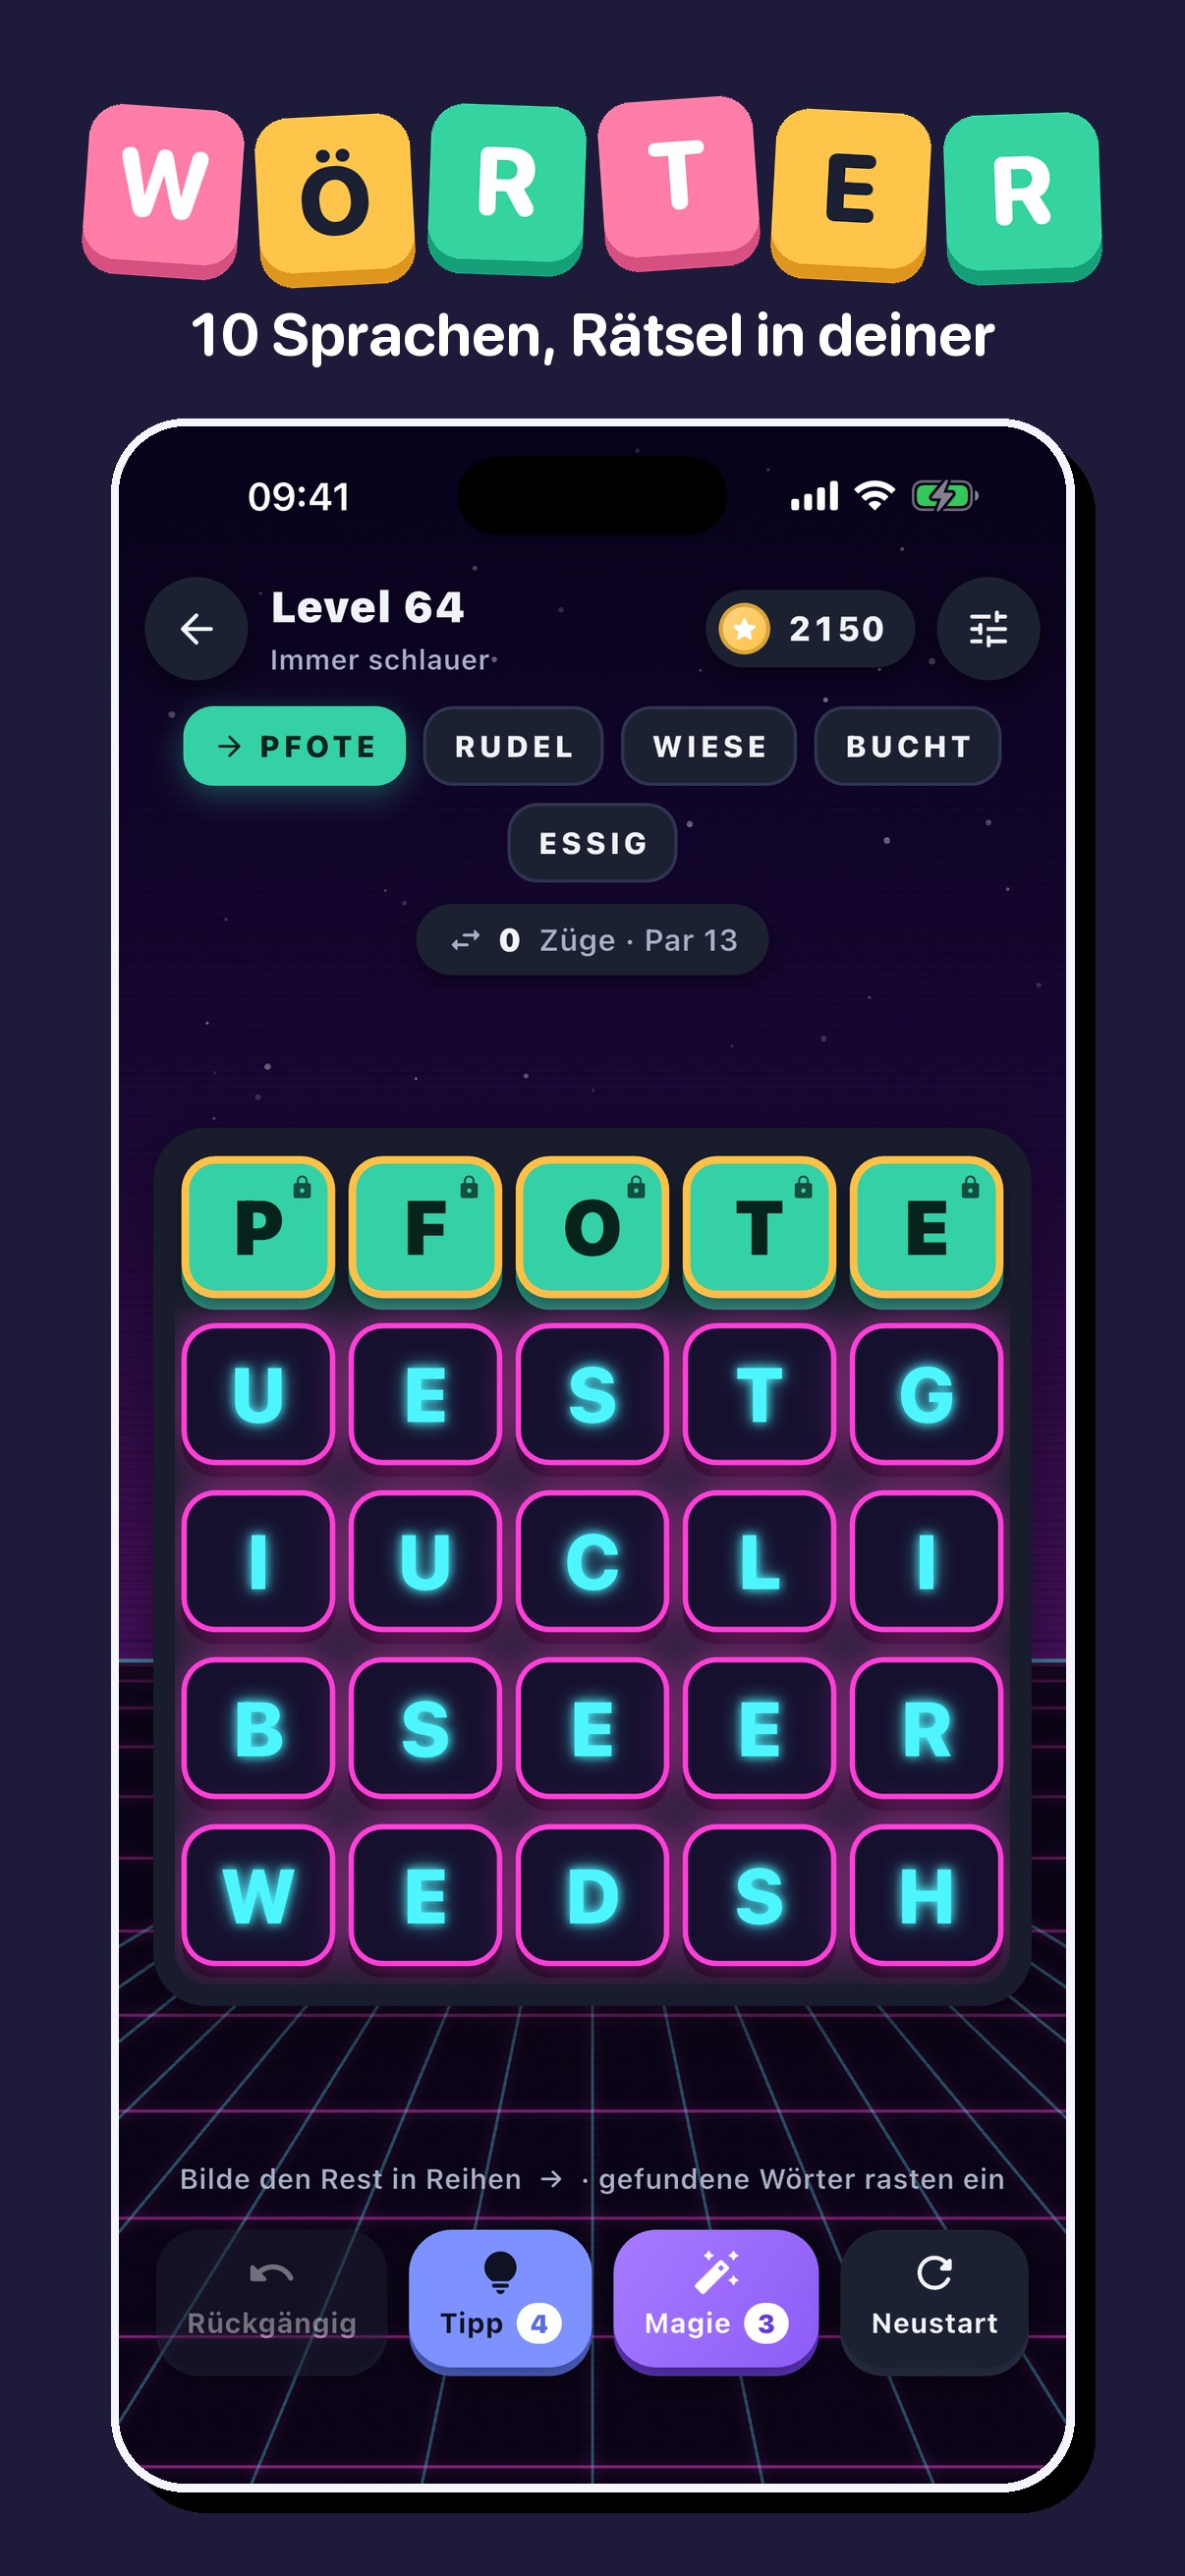 WÖRTER
10 Sprachen, Rätsel in deiner
09:41
Level 64
Immer schlauer
2150
→ PFOTE RUDEL WIESE BUCHT
ESSIG
0 Züge · Par 13
P F O T E
U E S T G
I U C L I
B S E E R
W E D S H
Bilde den Rest in Reihen → · gefundene Wörter rasten ein
Rückgängig Tipp 4 Magie 3 Neustart